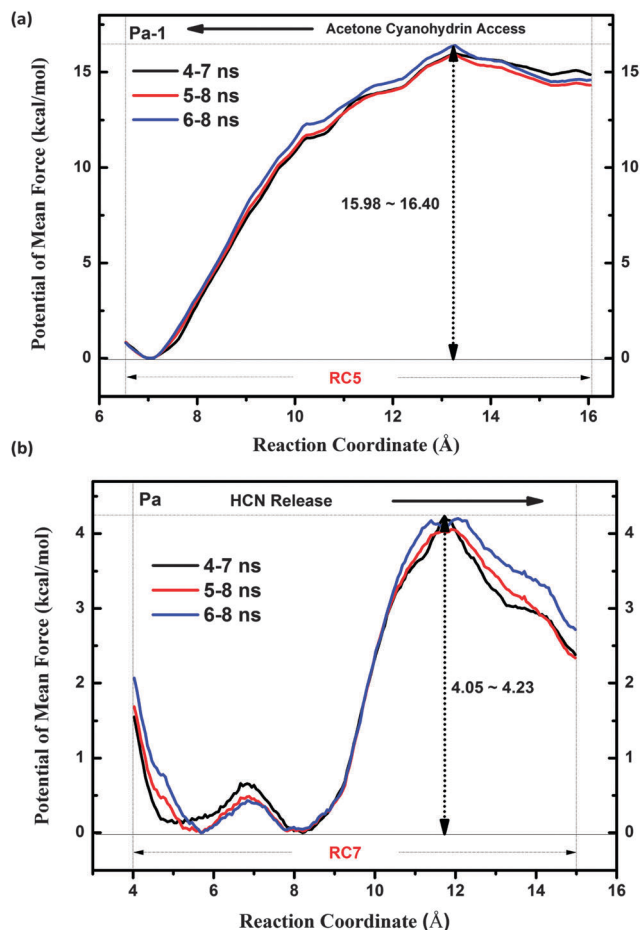 (a)
Pa-1
Acetone Cyanohydrin Access
4-7 ns
5-8 ns
6-8 ns
15.98 ~ 16.40
RC5
Potential of Mean Force (kcal/mol)
15
10
5
0
15
10
5
0
6 8 10 12 14 16
Reaction Coordinate (Å)
(b)
Pa
HCN Release
4-7 ns
5-8 ns
6-8 ns
4.05 ~ 4.23
RC7
Potential of Mean Force (kcal/mol)
4
3
2
1
0
4
3
2
1
0
4 6 8 10 12 14 16
Reaction Coordinate (Å)